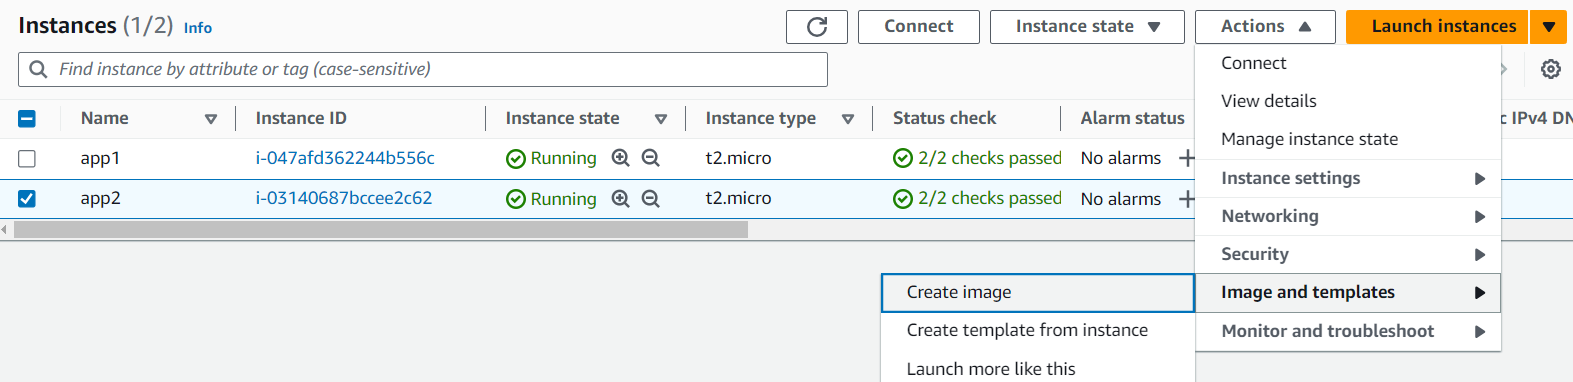 Instances (1/2) Info
Connect
Instance state
Actions
Launch instances
Find instance by attribute or tag (case-sensitive)
Name Instance ID Instance state Instance type Status check Alarm status IPv4 DN
app1 i-047afd362244b556c Running t2.micro 2/2 checks passed No alarms +
app2 i-03140687bccee2c62 Running t2.micro 2/2 checks passed No alarms +
Connect
View details
Manage instance state
Instance settings
Networking
Security
Image and templates
Monitor and troubleshoot
Create image
Create template from instance
Launch more like this